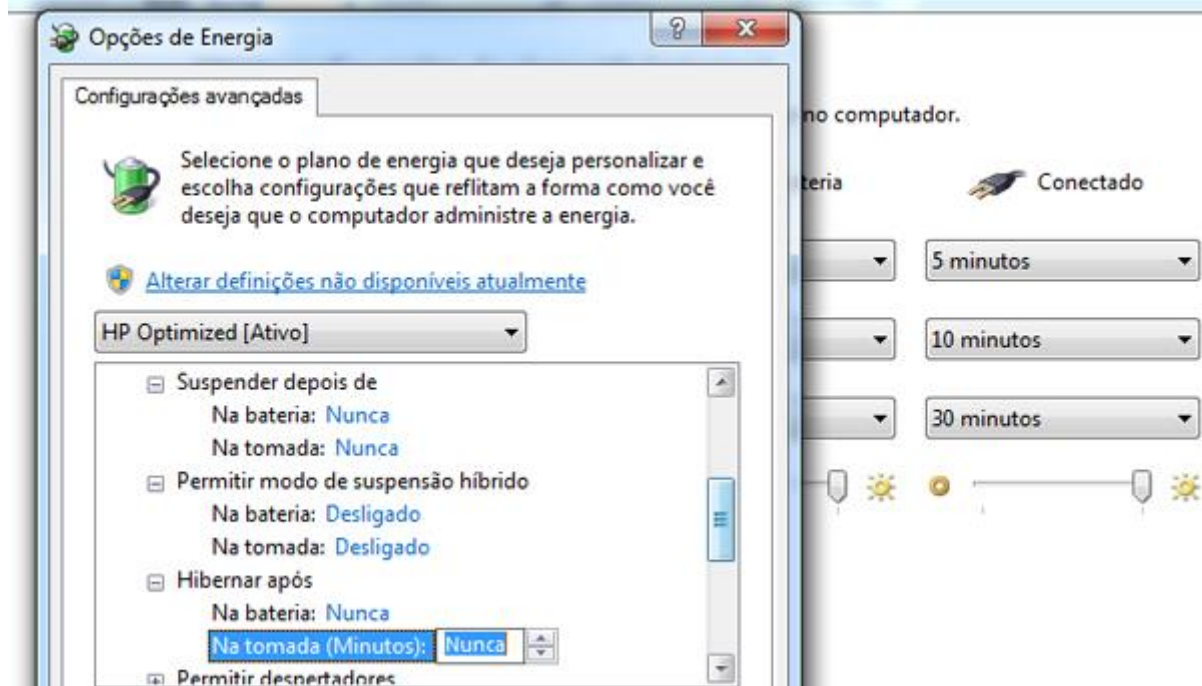 Opções de Energia
Configurações avançadas
Selecione o plano de energia que deseja personalizar e
escolha configurações que reflitam a forma como você
deseja que o computador administre a energia.
Alterar definições não disponíveis atualmente
HP Optimized [Ativo]
Suspender depois de
Na bateria: Nunca
Na tomada: Nunca
Permitir modo de suspensão híbrido
Na bateria: Desligado
Na tomada: Desligado
Hibernar após
Na bateria: Nunca
Na tomada (Minutos): Nunca
Permitir despertadores
no computador.
teria Conectado
5 minutos
10 minutos
30 minutos